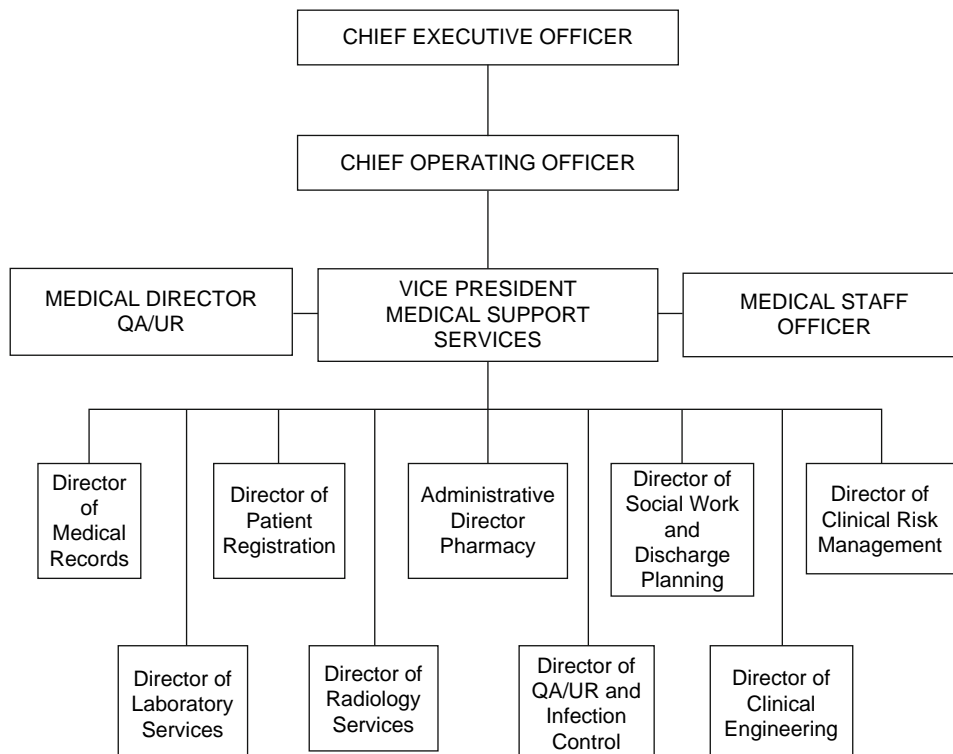 CHIEF EXECUTIVE OFFICER
CHIEF OPERATING OFFICER
MEDICAL DIRECTOR
QA/UR
VICE PRESIDENT
MEDICAL SUPPORT
SERVICES
MEDICAL STAFF
OFFICER
Director
of
Medical
Records
Director of
Patient
Registration
Administrative
Director
Pharmacy
Director of
Social Work
and
Discharge
Planning
Director of
Clinical Risk
Management
Director of
Laboratory
Services
Director of
Radiology
Services
Director of
QA/UR and
Infection
Control
Director of
Clinical
Engineering